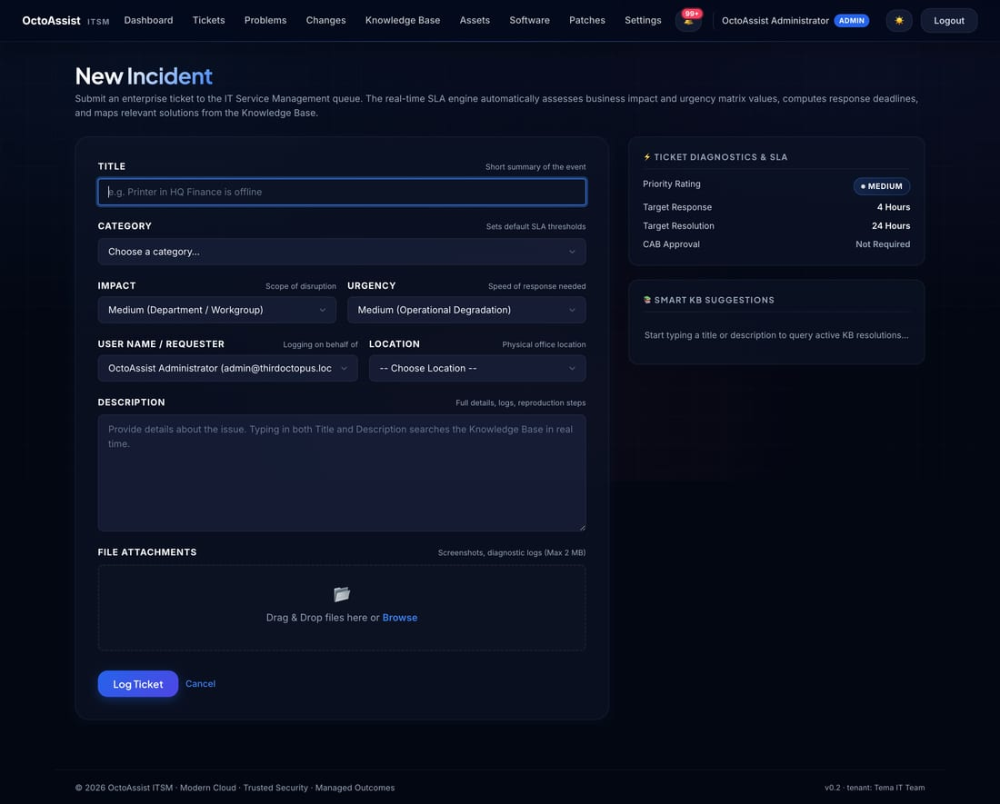 OctoAssist ITSM Dashboard Tickets Problems Changes Knowledge Base Assets Software Patches Settings 99+ OctoAssist Administrator ADMIN Logout
New Incident
Submit an enterprise ticket to the IT Service Management queue. The real-time SLA engine automatically assesses business impact and urgency matrix values, computes response deadlines,
and maps relevant solutions from the Knowledge Base.
TITLE Short summary of the event
e.g. Printer in HQ Finance is offline
CATEGORY Sets default SLA thresholds
Choose a category...
IMPACT Scope of disruption URGENCY Speed of response needed
Medium (Department / Workgroup) Medium (Operational Degradation)
USER NAME / REQUESTER Logging on behalf of LOCATION Physical office location
OctoAssist Administrator (admin@thirdoctopus.loc -- Choose Location --
DESCRIPTION Full details, logs, reproduction steps
Provide details about the issue. Typing in both Title and Description searches the Knowledge Base in real
time.
FILE ATTACHMENTS Screenshots, diagnostic logs (Max 2 MB)
Drag & Drop files here or Browse
Log Ticket Cancel
TICKET DIAGNOSTICS & SLA
Priority Rating MEDIUM
Target Response 4 Hours
Target Resolution 24 Hours
CAB Approval Not Required
SMART KB SUGGESTIONS
Start typing a title or description to query active KB resolutions...
© 2026 OctoAssist ITSM · Modern Cloud · Trusted Security · Managed Outcomes v0.2 · tenant: Tema IT Team